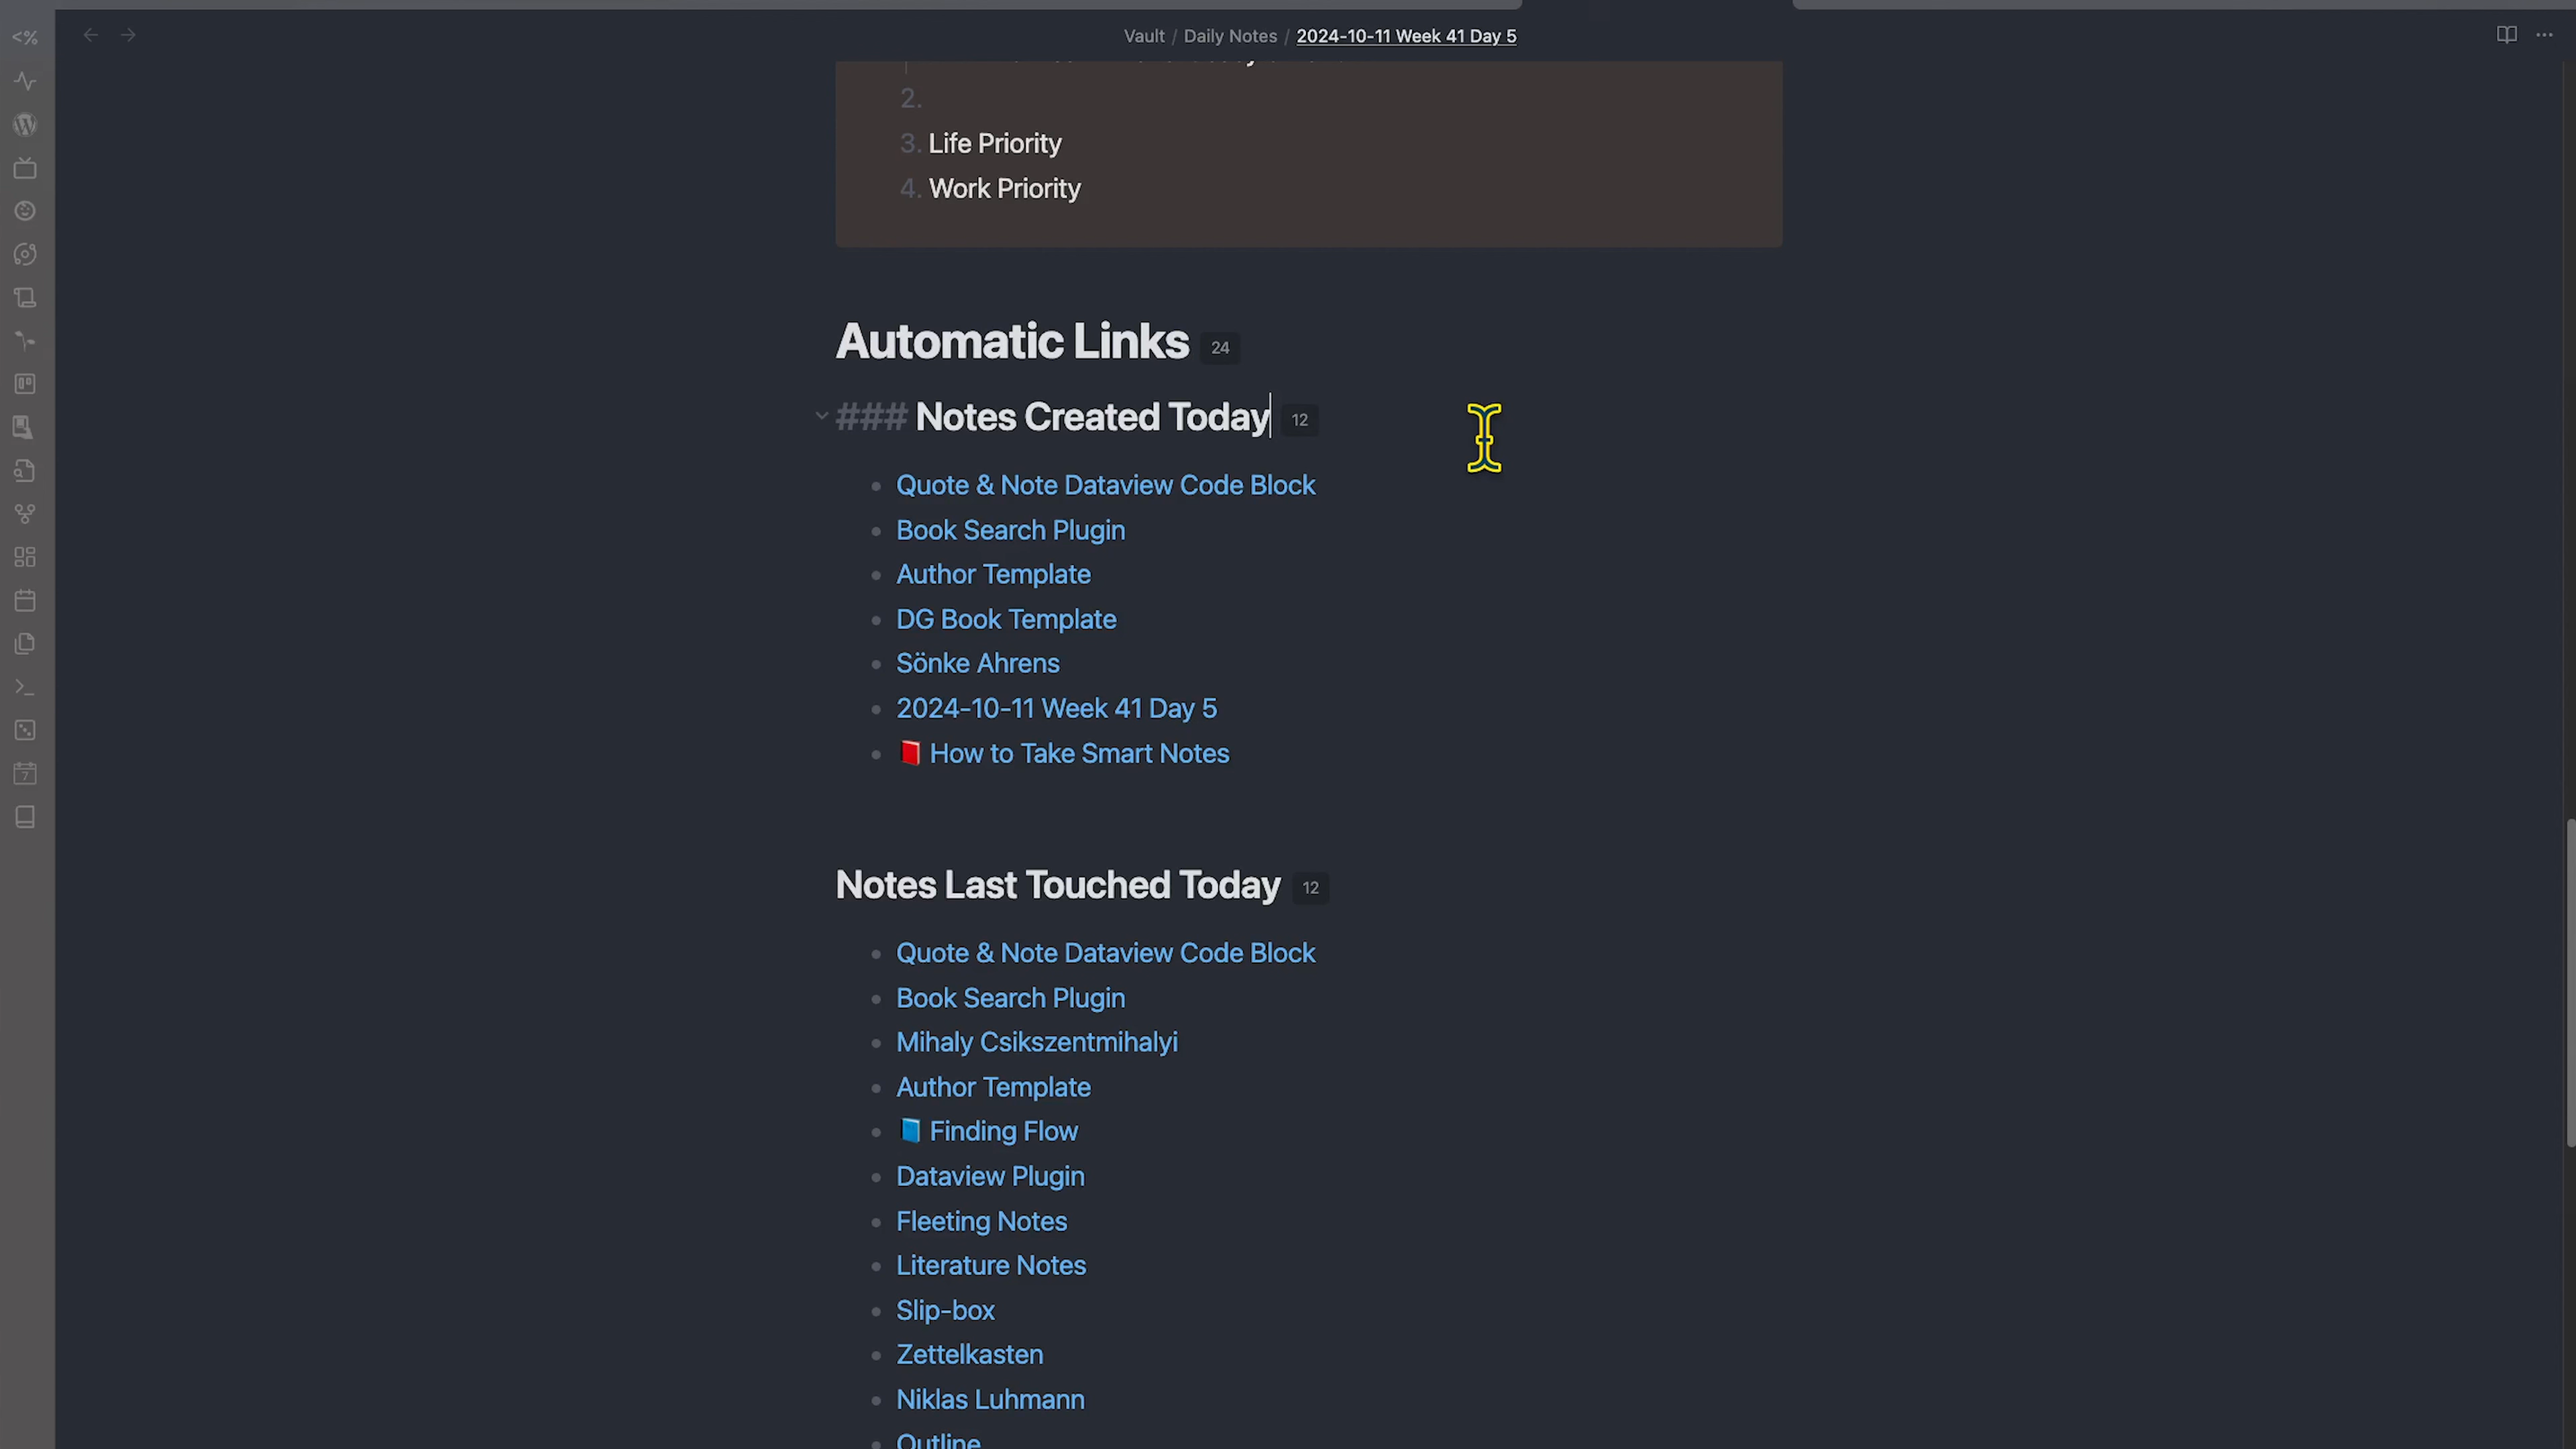 <%
Vault / Daily Notes / 2024-10-11 Week 41 Day 5
2.
3. Life Priority
4. Work Priority
Automatic Links 24
### Notes Created Today 12
Quote & Note Dataview Code Block
Book Search Plugin
Author Template
DG Book Template
Sönke Ahrens
2024-10-11 Week 41 Day 5
How to Take Smart Notes
7
Notes Last Touched Today 12
Quote & Note Dataview Code Block
Book Search Plugin
Mihaly Csikszentmihalyi
Author Template
Finding Flow
Dataview Plugin
Fleeting Notes
Literature Notes
Slip-box
Zettelkasten
Niklas Luhmann
Outline